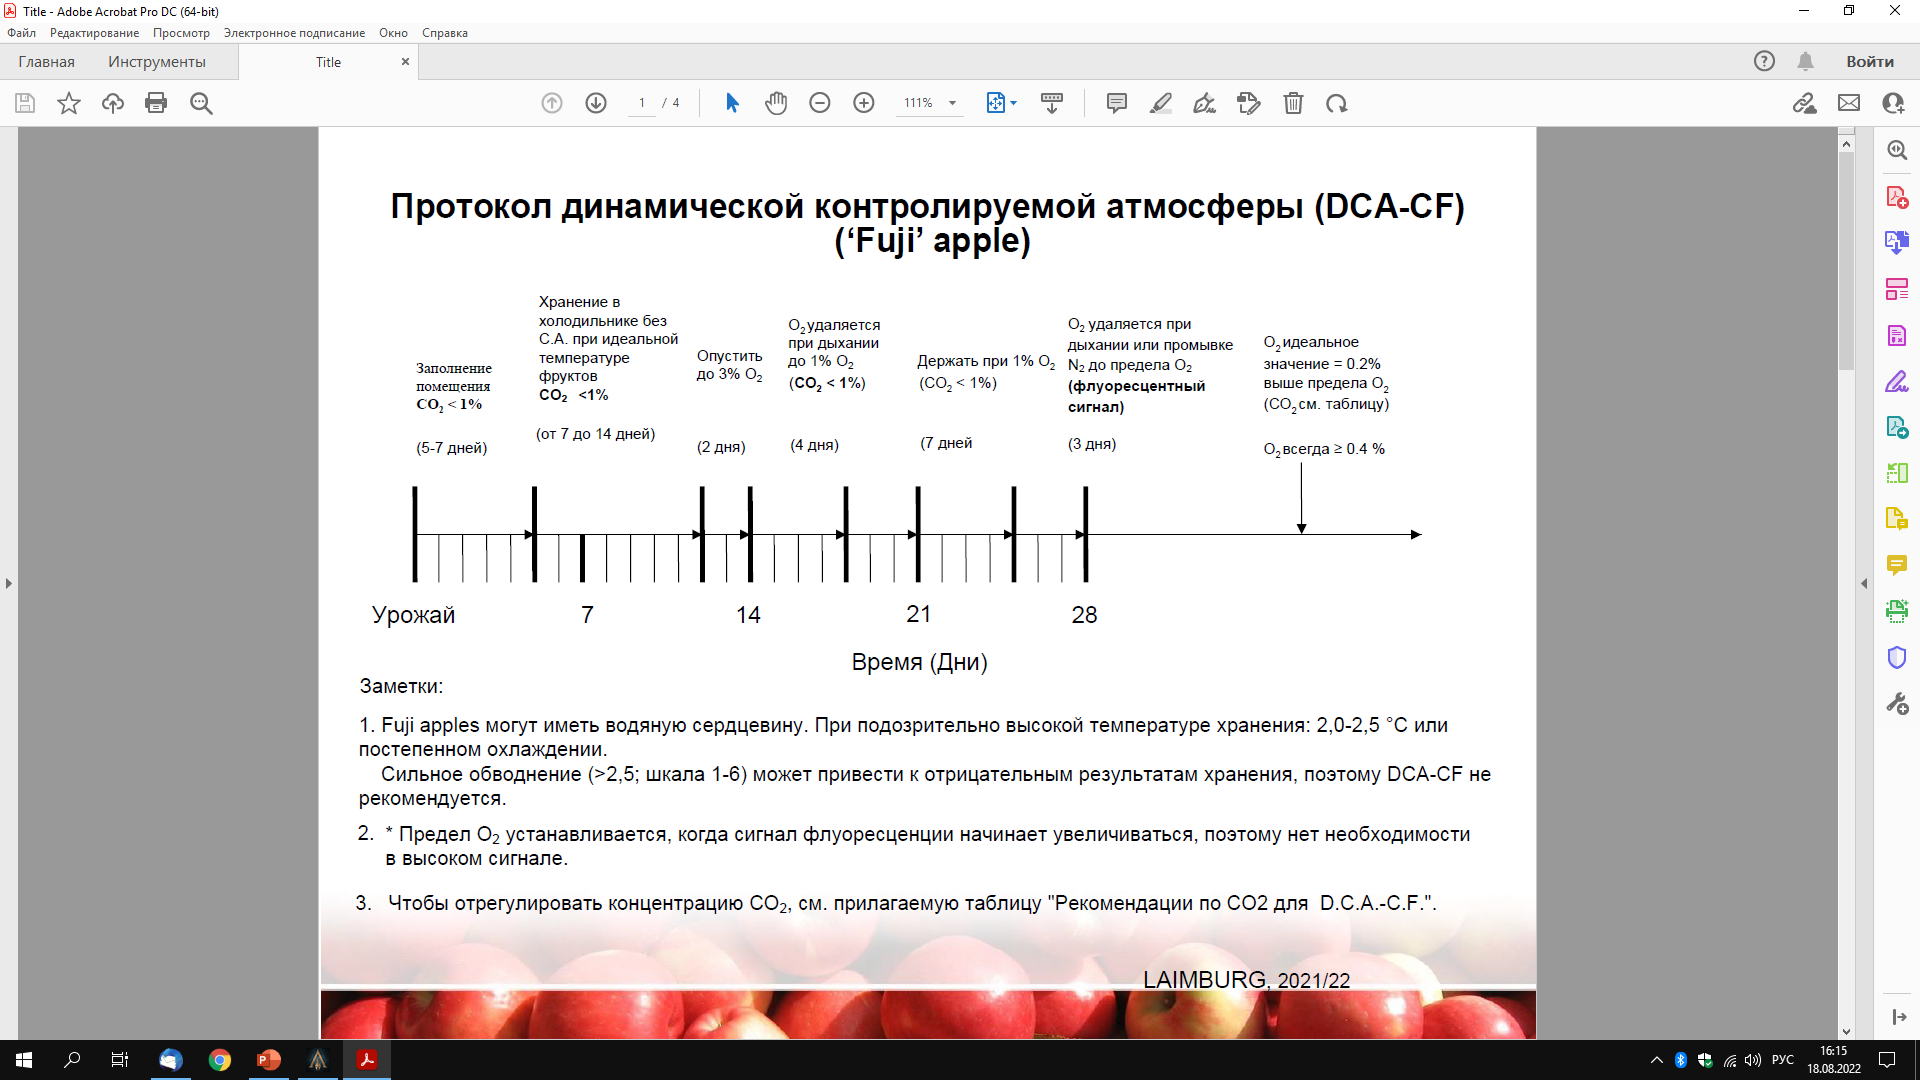 Title - Adobe Acrobat Pro DC (64-bit)
Файл Редактирование Просмотр Электронное подписание Окно Справка
Главная Инструменты Title Войти
1 / 4 111%
Протокол динамической контролируемой атмосферы (DCA-CF)
(‘Fuji’ apple)
Заполнение
помещения
CO2 < 1%
(5-7 дней)
Хранение в
холодильнике без
С.А. при идеальной
температуре
фруктов
CO2 <1%
(от 7 до 14 дней)
Опустить
до 3% O2
(2 дня)
O2 удаляется
при дыхании
до 1% O2
(CO2 < 1%)
(4 дня)
Держать при 1% O2
(CO2 < 1%)
(7 дней
O2 удаляется при
дыхании или промывке
N2 до предела O2
(флуоресцентный
сигнал)
(3 дня)
O2 идеальное
значение = 0.2%
выше предела O2
(CO2 см. таблицу)
O2 всегда ≥ 0.4 %
Урожай 7 14 21 28
Время (Дни)
Заметки:
1. Fuji apples могут иметь водяную сердцевину. При подозрительно высокой температуре хранения: 2,0-2,5 °C или
постепенном охлаждении.
Сильное обводнение (>2,5; шкала 1-6) может привести к отрицательным результатам хранения, поэтому DCA-CF не
рекомендуется.
2. * Предел O2 устанавливается, когда сигнал флуоресценции начинает увеличиваться, поэтому нет необходимости
в высоком сигнале.
3. Чтобы отрегулировать концентрацию CO2, см. прилагаемую таблицу "Рекомендации по CO2 для D.C.A.-C.F.".
LAIMBURG, 2021/22
РУС
16:15
18.08.2022